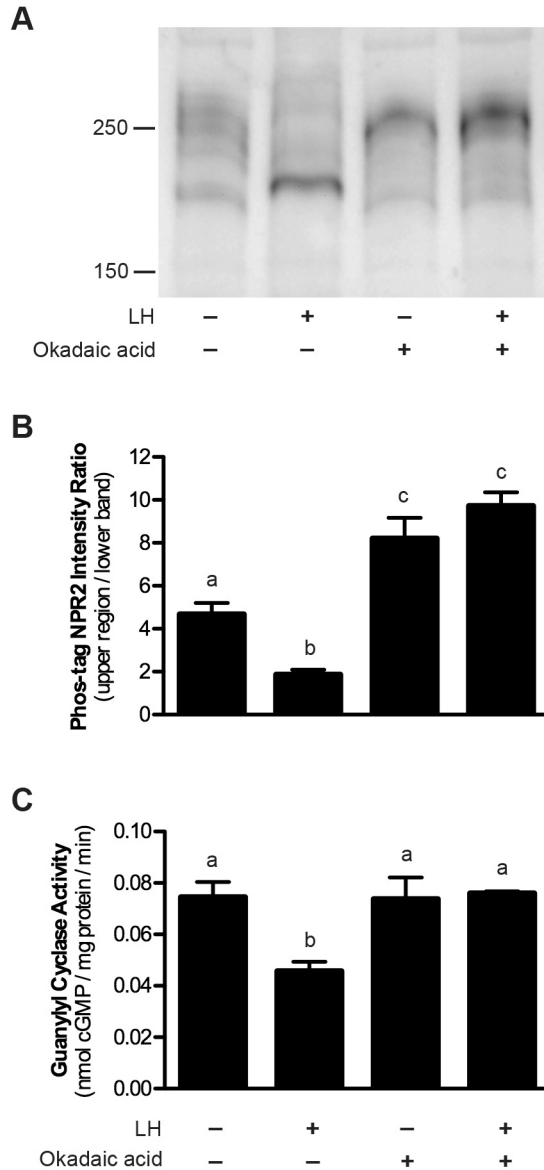 A
250
150
LH – + – +
Okadaic acid – – + +
B
Phos-tag NPR2 Intensity Ratio
(upper region / lower band)
12
10
8
6
4
2
0
a
b
c
c
C
Guanylyl Cyclase Activity
(nmol cGMP / mg protein / min)
0.10
0.08
0.06
0.04
0.02
0.00
a
b
a
a
LH – + – +
Okadaic acid – – + +